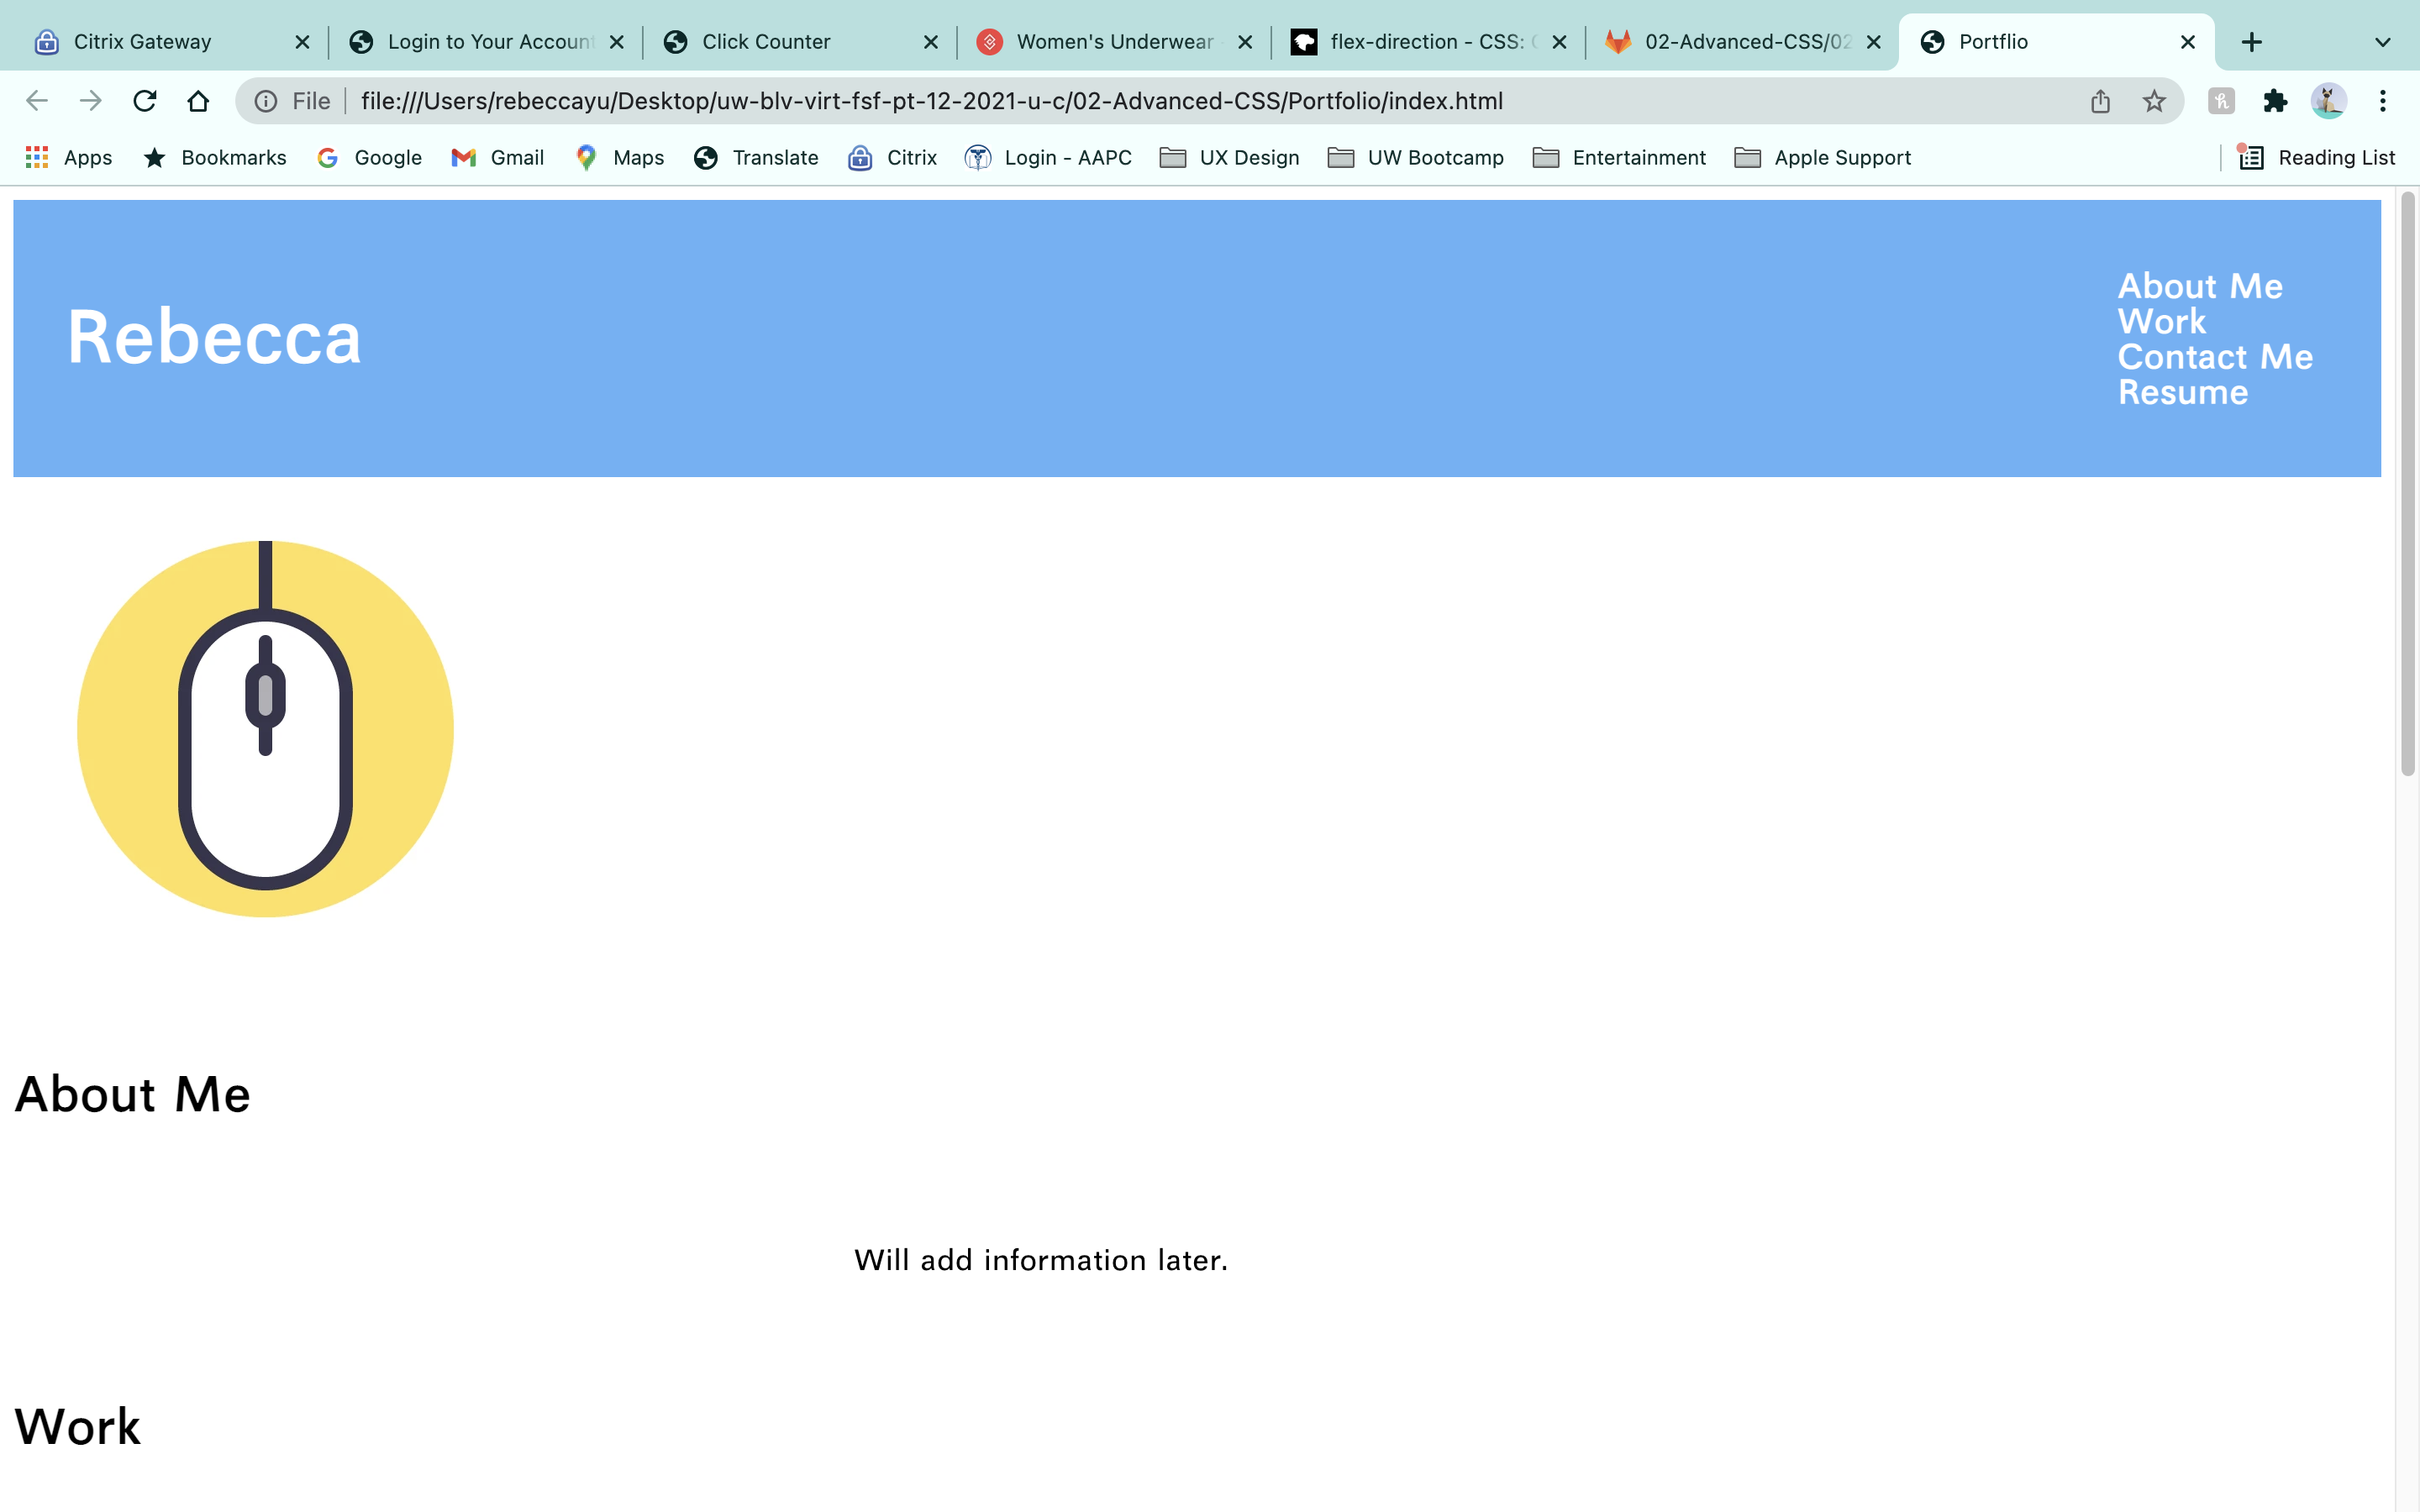 Citrix Gateway
Login to Your Accoun
Click Counter
Women's Underwear
flex-direction - CSS:
02-Advanced-CSS/02
Portflio
File
file:///Users/rebeccayu/Desktop/uw-blv-virt-fsf-pt-12-2021-u-c/02-Advanced-CSS/Portfolio/index.html
Apps
Bookmarks
Google
Gmail
Maps
Translate
Citrix
Login - AAPC
UX Design
UW Bootcamp
Entertainment
Apple Support
Reading List
Rebecca
About Me
Work
Contact Me
Resume
About Me
Will add information later.
Work